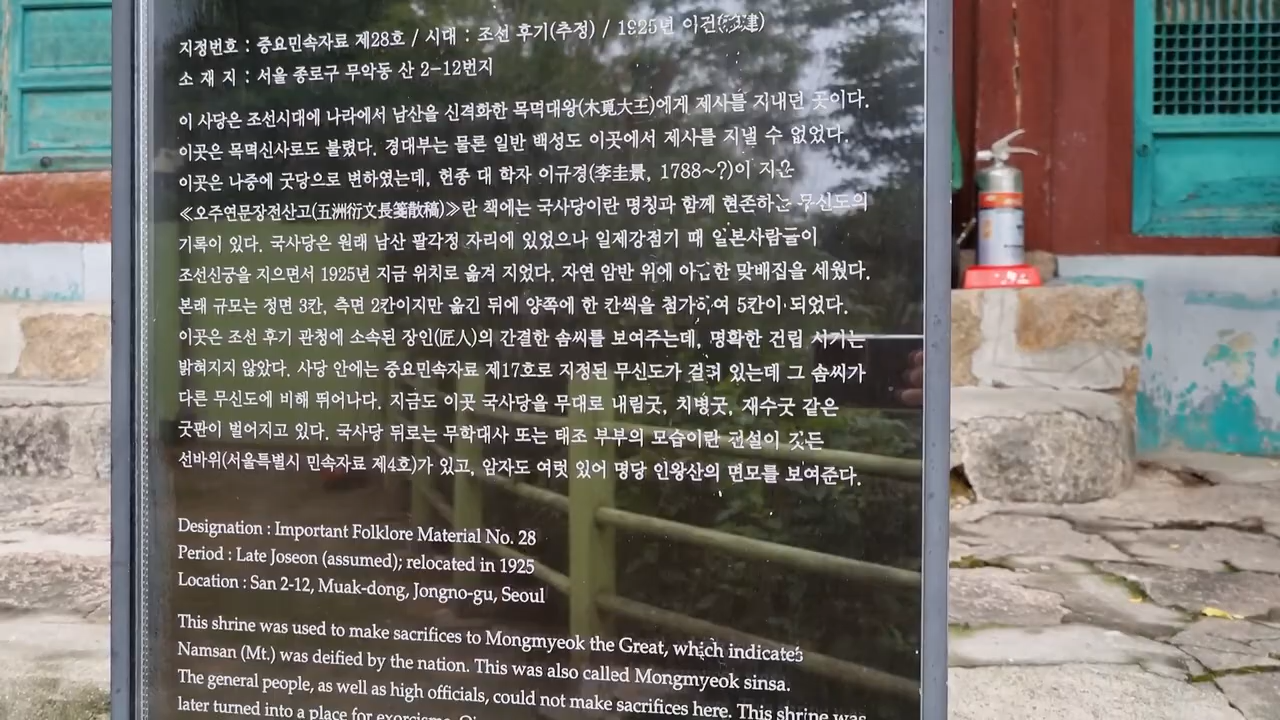 지정번호 : 중요민속자료 제28호 / 시대 : 조선 후기(추정) / 1925년 이건
소 재 지 : 서울 종로구 무악동 산 2-12번지
이 사당은 조선시대에 나라에서 남산을 신격화한 목멱대왕(木覓大王)에게 제사를 지내던 곳이다.
이곳은 목멱신사로도 불렸다. 경대부는 물론 일반 백성도 이곳에서 제사를 지낼 수 없었다.
이곳은 나중에 굿당으로 변하였는데, 헌종 대 학자 이규경(李圭景, 1788~?)이 지은
≪오주연문장전산고(五洲衍文長箋散稿)≫란 책에는 국사당이란 명칭과 함께 현존하는 무신도의
기록이 있다. 국사당은 원래 남산 팔각정 자리에 있었으나 일제강점기 때 일본사람들이
조선신궁을 지으면서 1925년 지금 위치로 옮겨 지었다. 자연 암반 위에 아담한 맞배집을 세웠다.
본래 규모는 정면 3칸, 측면 2칸이지만 옮긴 뒤에 양쪽에 한 칸씩을 첨가하여 5칸이 되었다.
이곳은 조선 후기 관청에 소속된 장인(匠人)의 간결한 솜씨를 보여주는데, 명확한 건립 시기는
밝혀지지 않았다. 사당 안에는 중요민속자료 제17호로 지정된 무신도가 걸려 있는데 그 솜씨가
다른 무신도에 비해 뛰어나다. 지금도 이곳 국사당을 무대로 내림굿, 치병굿, 재수굿 같은
굿판이 벌어지고 있다. 국사당 뒤로는 무학대사 또는 태조 부부의 모습이란 전설이 깃든
선바위(서울특별시 민속자료 제4호)가 있고, 암자도 여럿 있어 명당 인왕산의 면모를 보여준다.
Designation : Important Folklore Material No. 28
Period : Late Joseon (assumed); relocated in 1925
Location : San 2-12, Muak-dong, Jongno-gu, Seoul
This shrine was used to make sacrifices to Mongmyeok the Great, which indicates
Namsan (Mt.) was deified by the nation. This was also called Mongmyeok sinsa.
The general people, as well as high officials, could not make sacrifices here. This shrine was
later turned into a place for exorcisms.